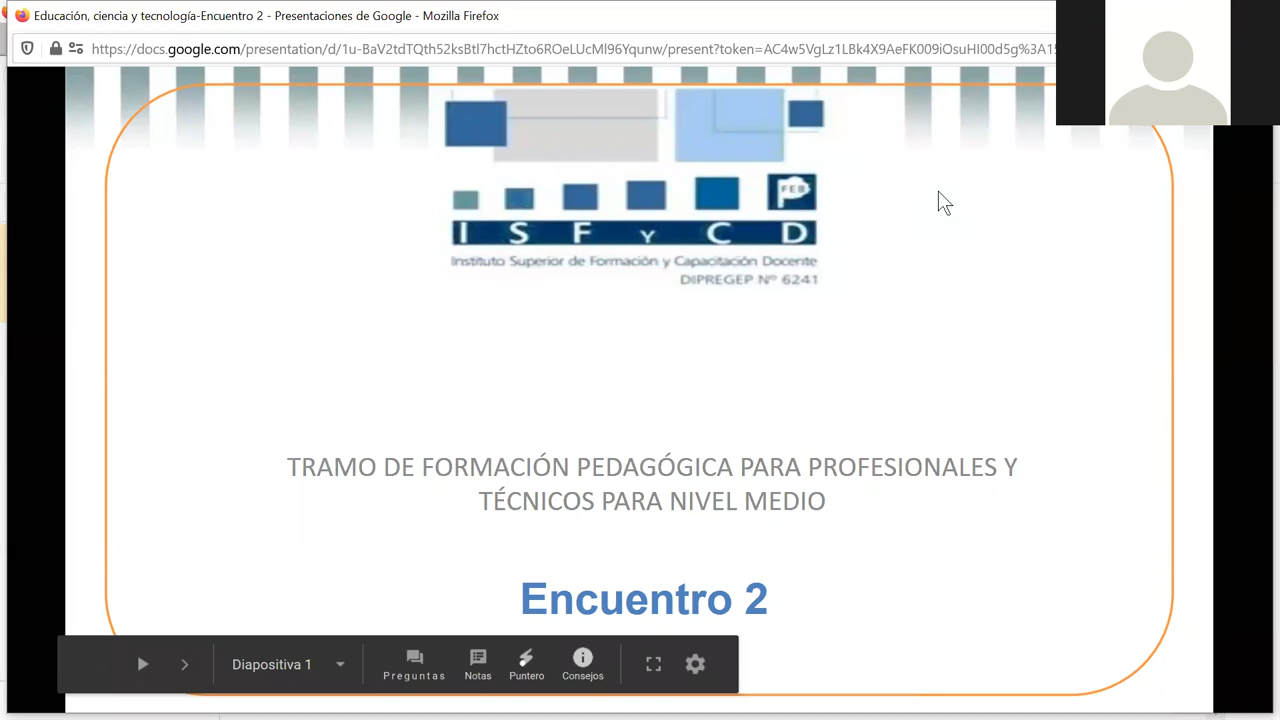 Educación, ciencia y tecnología-Encuentro 2 - Presentaciones de Google - Mozilla Firefox
https://docs.google.com/presentation/d/1u-BaV2tdTQth52ksBtl7hctHZto6ROeLUcMl96Yqunw/present?token=AC4w5VgLz1LBk4X9AeFK009iOsuHI00d5g%3A15
FEB
I S F Y C D
Instituto Superior de Formación y Capacitación Docente
DIPREGEP Nº 6241
TRAMO DE FORMACIÓN PEDAGÓGICA PARA PROFESIONALES Y
TÉCNICOS PARA NIVEL MEDIO
Encuentro 2
Diapositiva 1
Preguntas
Notas
Puntero
Consejos